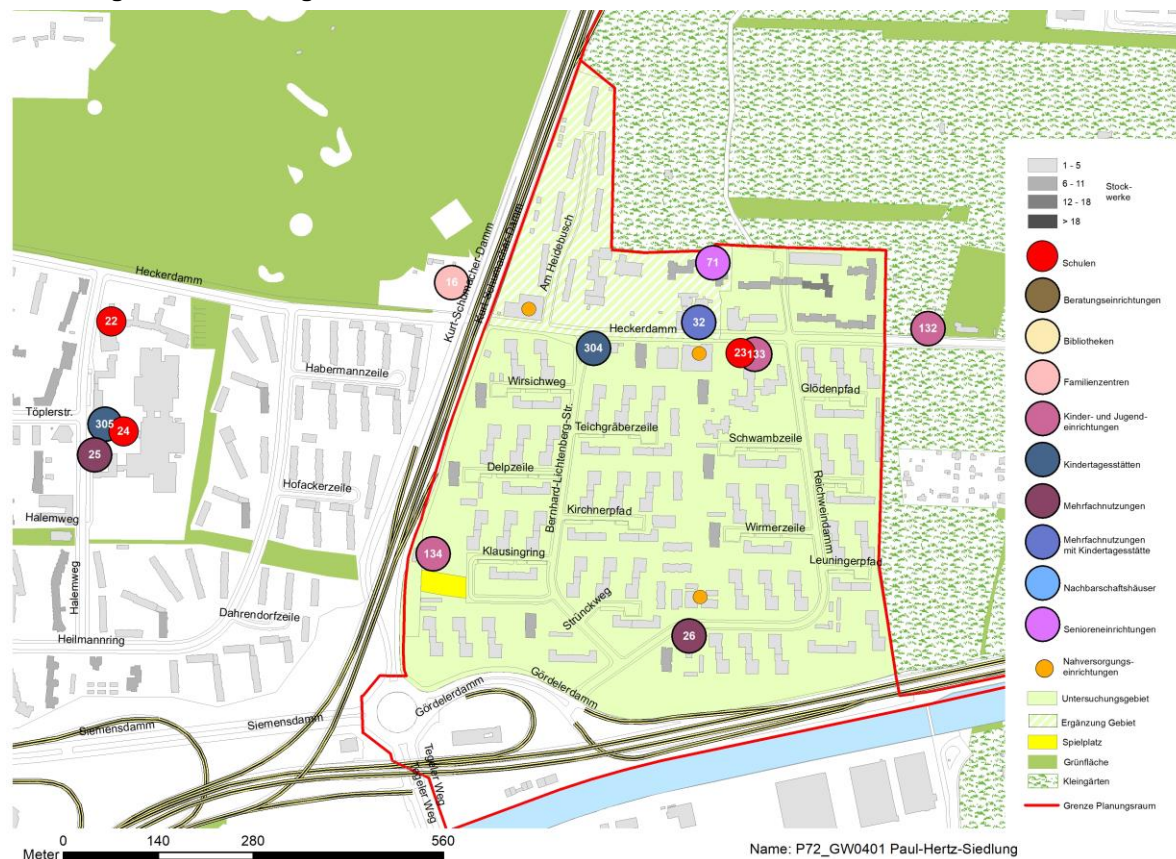 Heckerdamm
Kurt-Schumacher-Damm
Kurt-Schumacher-Damm
Am Heidebusch
16
71
22
32
Heckerdamm
132
304
23
133
Habermannzeile
Wirsichweg
Glödenpfad
Töplerstr.
305
24
25
Teichgräberzeile
Schwambzeile
Bernhard-Lichtenberg-Str.
Delpzeile
Reichweindamm
Hofackerzeile
Kirchnerpfad
Halemweg
Wirmerzeile
134
Klausingring
Leuningerpfad
Halemweg
Strünckweg
Dahrendorfzeile
Heilmannring
26
Gördelerdamm
Gördelerdamm
Siemensdamm
Siemensdamm
Tegeler Weg
Tegeler Weg
1 - 5
6 - 11
12 - 18
> 18
Stock-
werke
Schulen
Beratungseinrichtungen
Bibliotheken
Familienzentren
Kinder- und Jugend-
einrichtungen
Kindertagesstätten
Mehrfachnutzungen
Mehrfachnutzungen
mit Kindertagesstätte
Nachbarschaftshäuser
Senioreneinrichtungen
Nahversorgungs-
einrichtungen
Untersuchungsgebiet
Ergänzung Gebiet
Spielplatz
Grünfläche
Kleingärten
Grenze Planungsraum
0 140 280 560
Meter
Name: P72_GW0401 Paul-Hertz-Siedlung